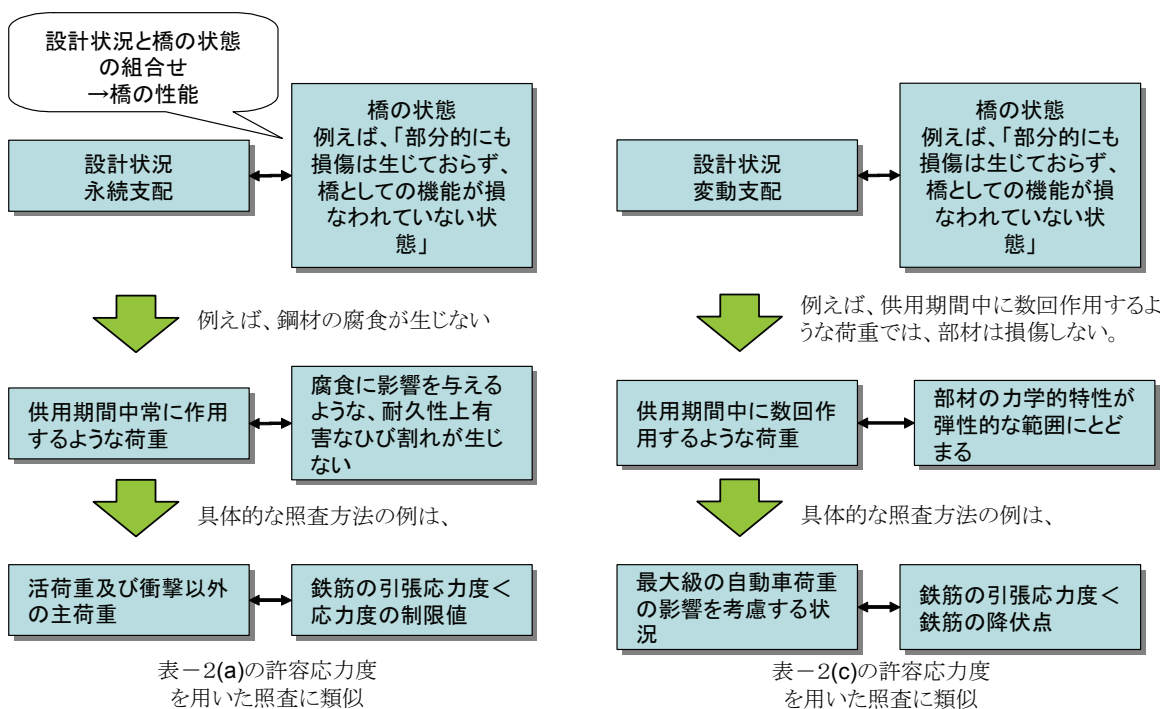 設計状況と橋の状態
の組合せ
→橋の性能
設計状況
永続支配
橋の状態
例えば、「部分的にも
損傷は生じておらず、
橋としての機能が損
なわれていない状
態」
例えば、鋼材の腐食が生じない
供用期間中常に作用
するような荷重
腐食に影響を与える
ような、耐久性上有
害なひび割れが生じ
ない
具体的な照査方法の例は、
活荷重及び衝撃以外
の主荷重
鉄筋の引張応力度＜
応力度の制限値
表－2(a)の許容応力度
を用いた照査に類似
設計状況
変動支配
橋の状態
例えば、「部分的にも
損傷は生じておらず、
橋としての機能が損
なわれていない状
態」
例えば、供用期間中に数回作用するよ
うな荷重では、部材は損傷しない。
供用期間中に数回作
用するような荷重
部材の力学的特性が
弾性的な範囲にとど
まる
具体的な照査方法の例は、
最大級の自動車荷重
の影響を考慮する状
況
鉄筋の引張応力度＜
鉄筋の降伏点
表－2(c)の許容応力度
を用いた照査に類似